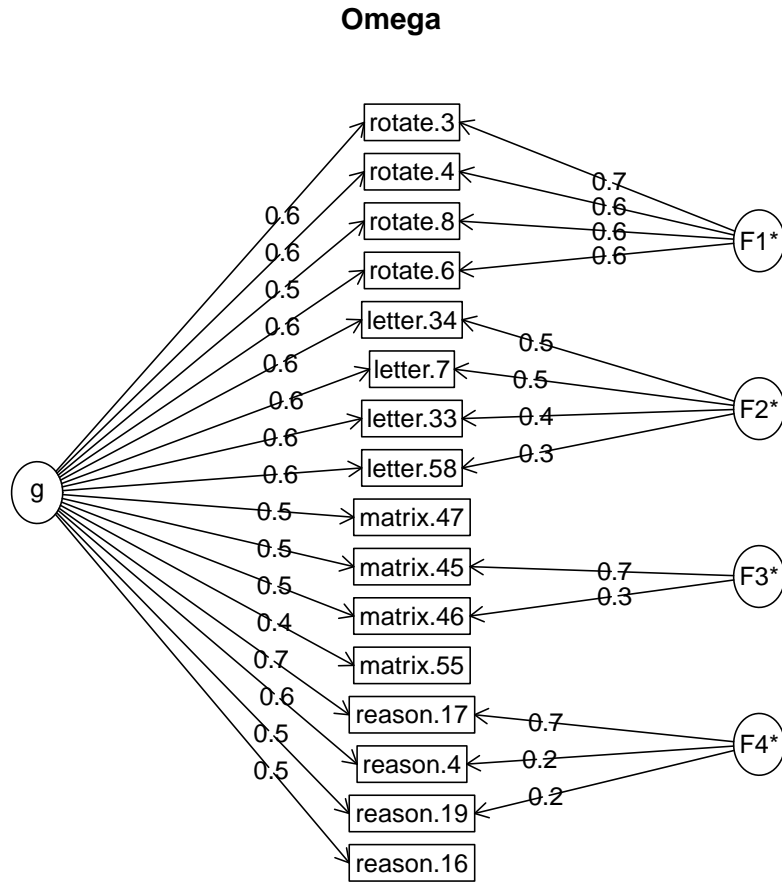 Omega
rotate.3
rotate.4
rotate.8
rotate.6
letter.34
letter.7
letter.33
letter.58
matrix.47
matrix.45
matrix.46
matrix.55
reason.17
reason.4
reason.19
reason.16
g
0.6
0.6
0.5
0.6
0.6
0.6
0.6
0.6
0.5
0.5
0.5
0.4
0.7
0.6
0.5
0.5
F1*
0.7
0.6
0.6
0.6
F2*
0.5
0.5
0.4
0.3
F3*
0.7
0.3
F4*
0.7
0.2
0.2